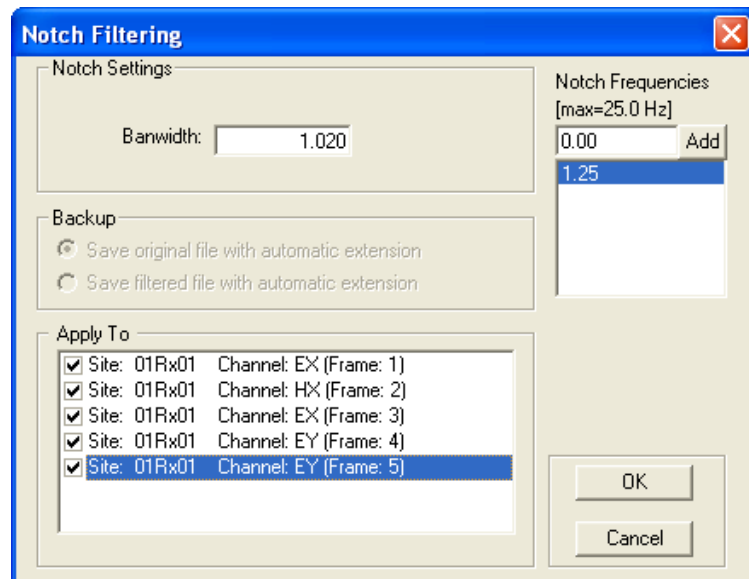 Notch Filtering
Notch Settings
Banwidth: 1.020
Notch Frequencies
[max=25.0 Hz]
0.00 Add
1.25
Backup
Save original file with automatic extension
Save filtered file with automatic extension
Apply To
Site: 01Rx01 Channel: EX (Frame: 1)
Site: 01Rx01 Channel: HX (Frame: 2)
Site: 01Rx01 Channel: EX (Frame: 3)
Site: 01Rx01 Channel: EY (Frame: 4)
Site: 01Rx01 Channel: EY (Frame: 5)
OK
Cancel